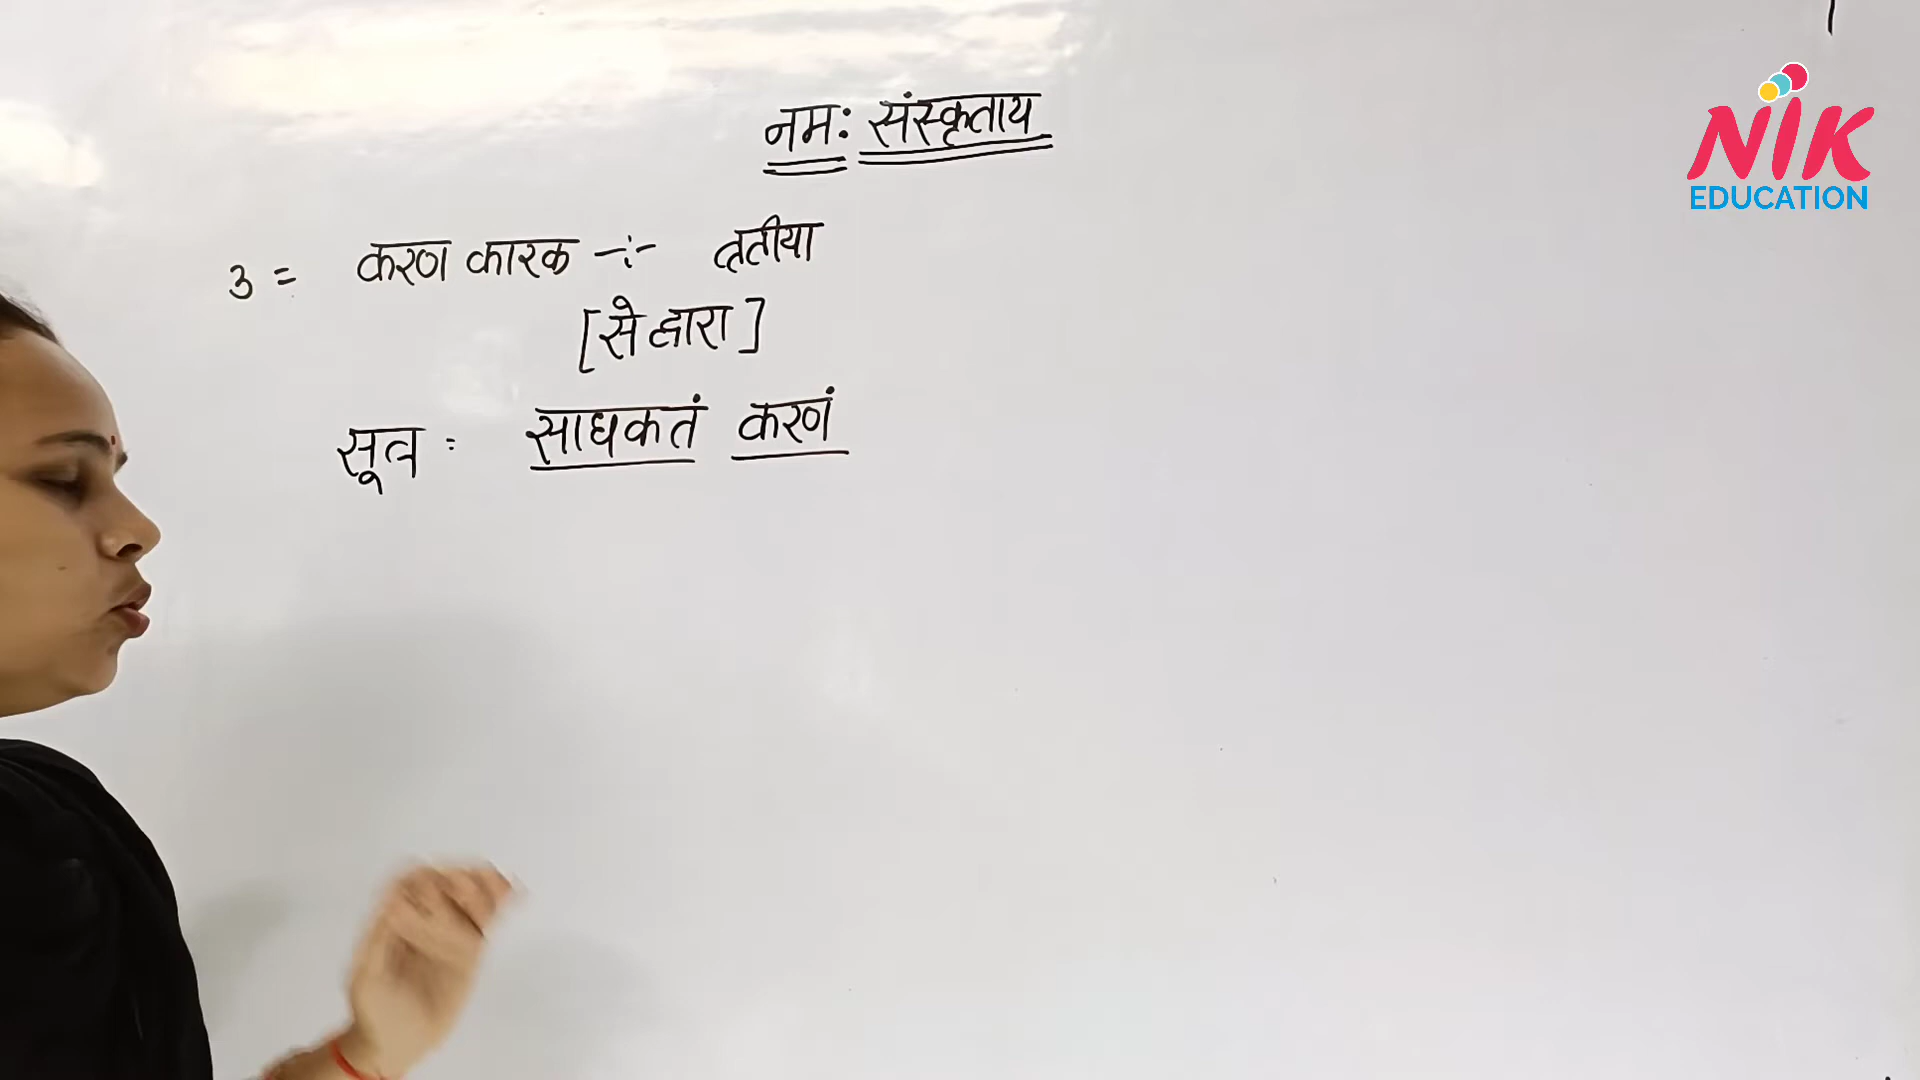 नमः संस्कृताय
NIK
EDUCATION
3 = करण कारक -:- तृतीया
[से द्वारा]
सूत्र : साधकतं करणं